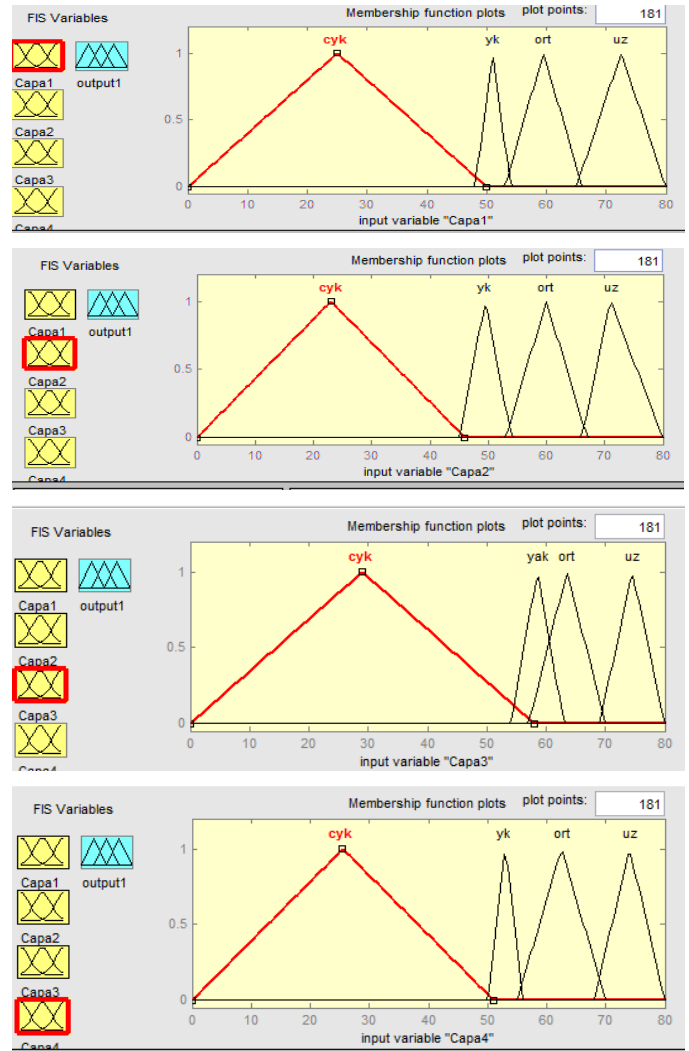 FIS Variables
Membership function plots plot points: 181
cyk yk ort uz
Capa1 output1
Capa2
Capa3
Capa4
1
0.5
0
0 10 20 30 40 50 60 70 80
input variable "Capa1"
FIS Variables
Membership function plots plot points: 181
cyk yk ort uz
Capa1 output1
Capa2
Capa3
Capa4
1
0.5
0
0 10 20 30 40 50 60 70 80
input variable "Capa2"
FIS Variables
Membership function plots plot points: 181
cyk yak ort uz
Capa1 output1
Capa2
Capa3
Capa4
1
0.5
0
0 10 20 30 40 50 60 70 80
input variable "Capa3"
FIS Variables
Membership function plots plot points: 181
cyk yk ort uz
Capa1 output1
Capa2
Capa3
Capa4
1
0.5
0
0 10 20 30 40 50 60 70 80
input variable "Capa4"